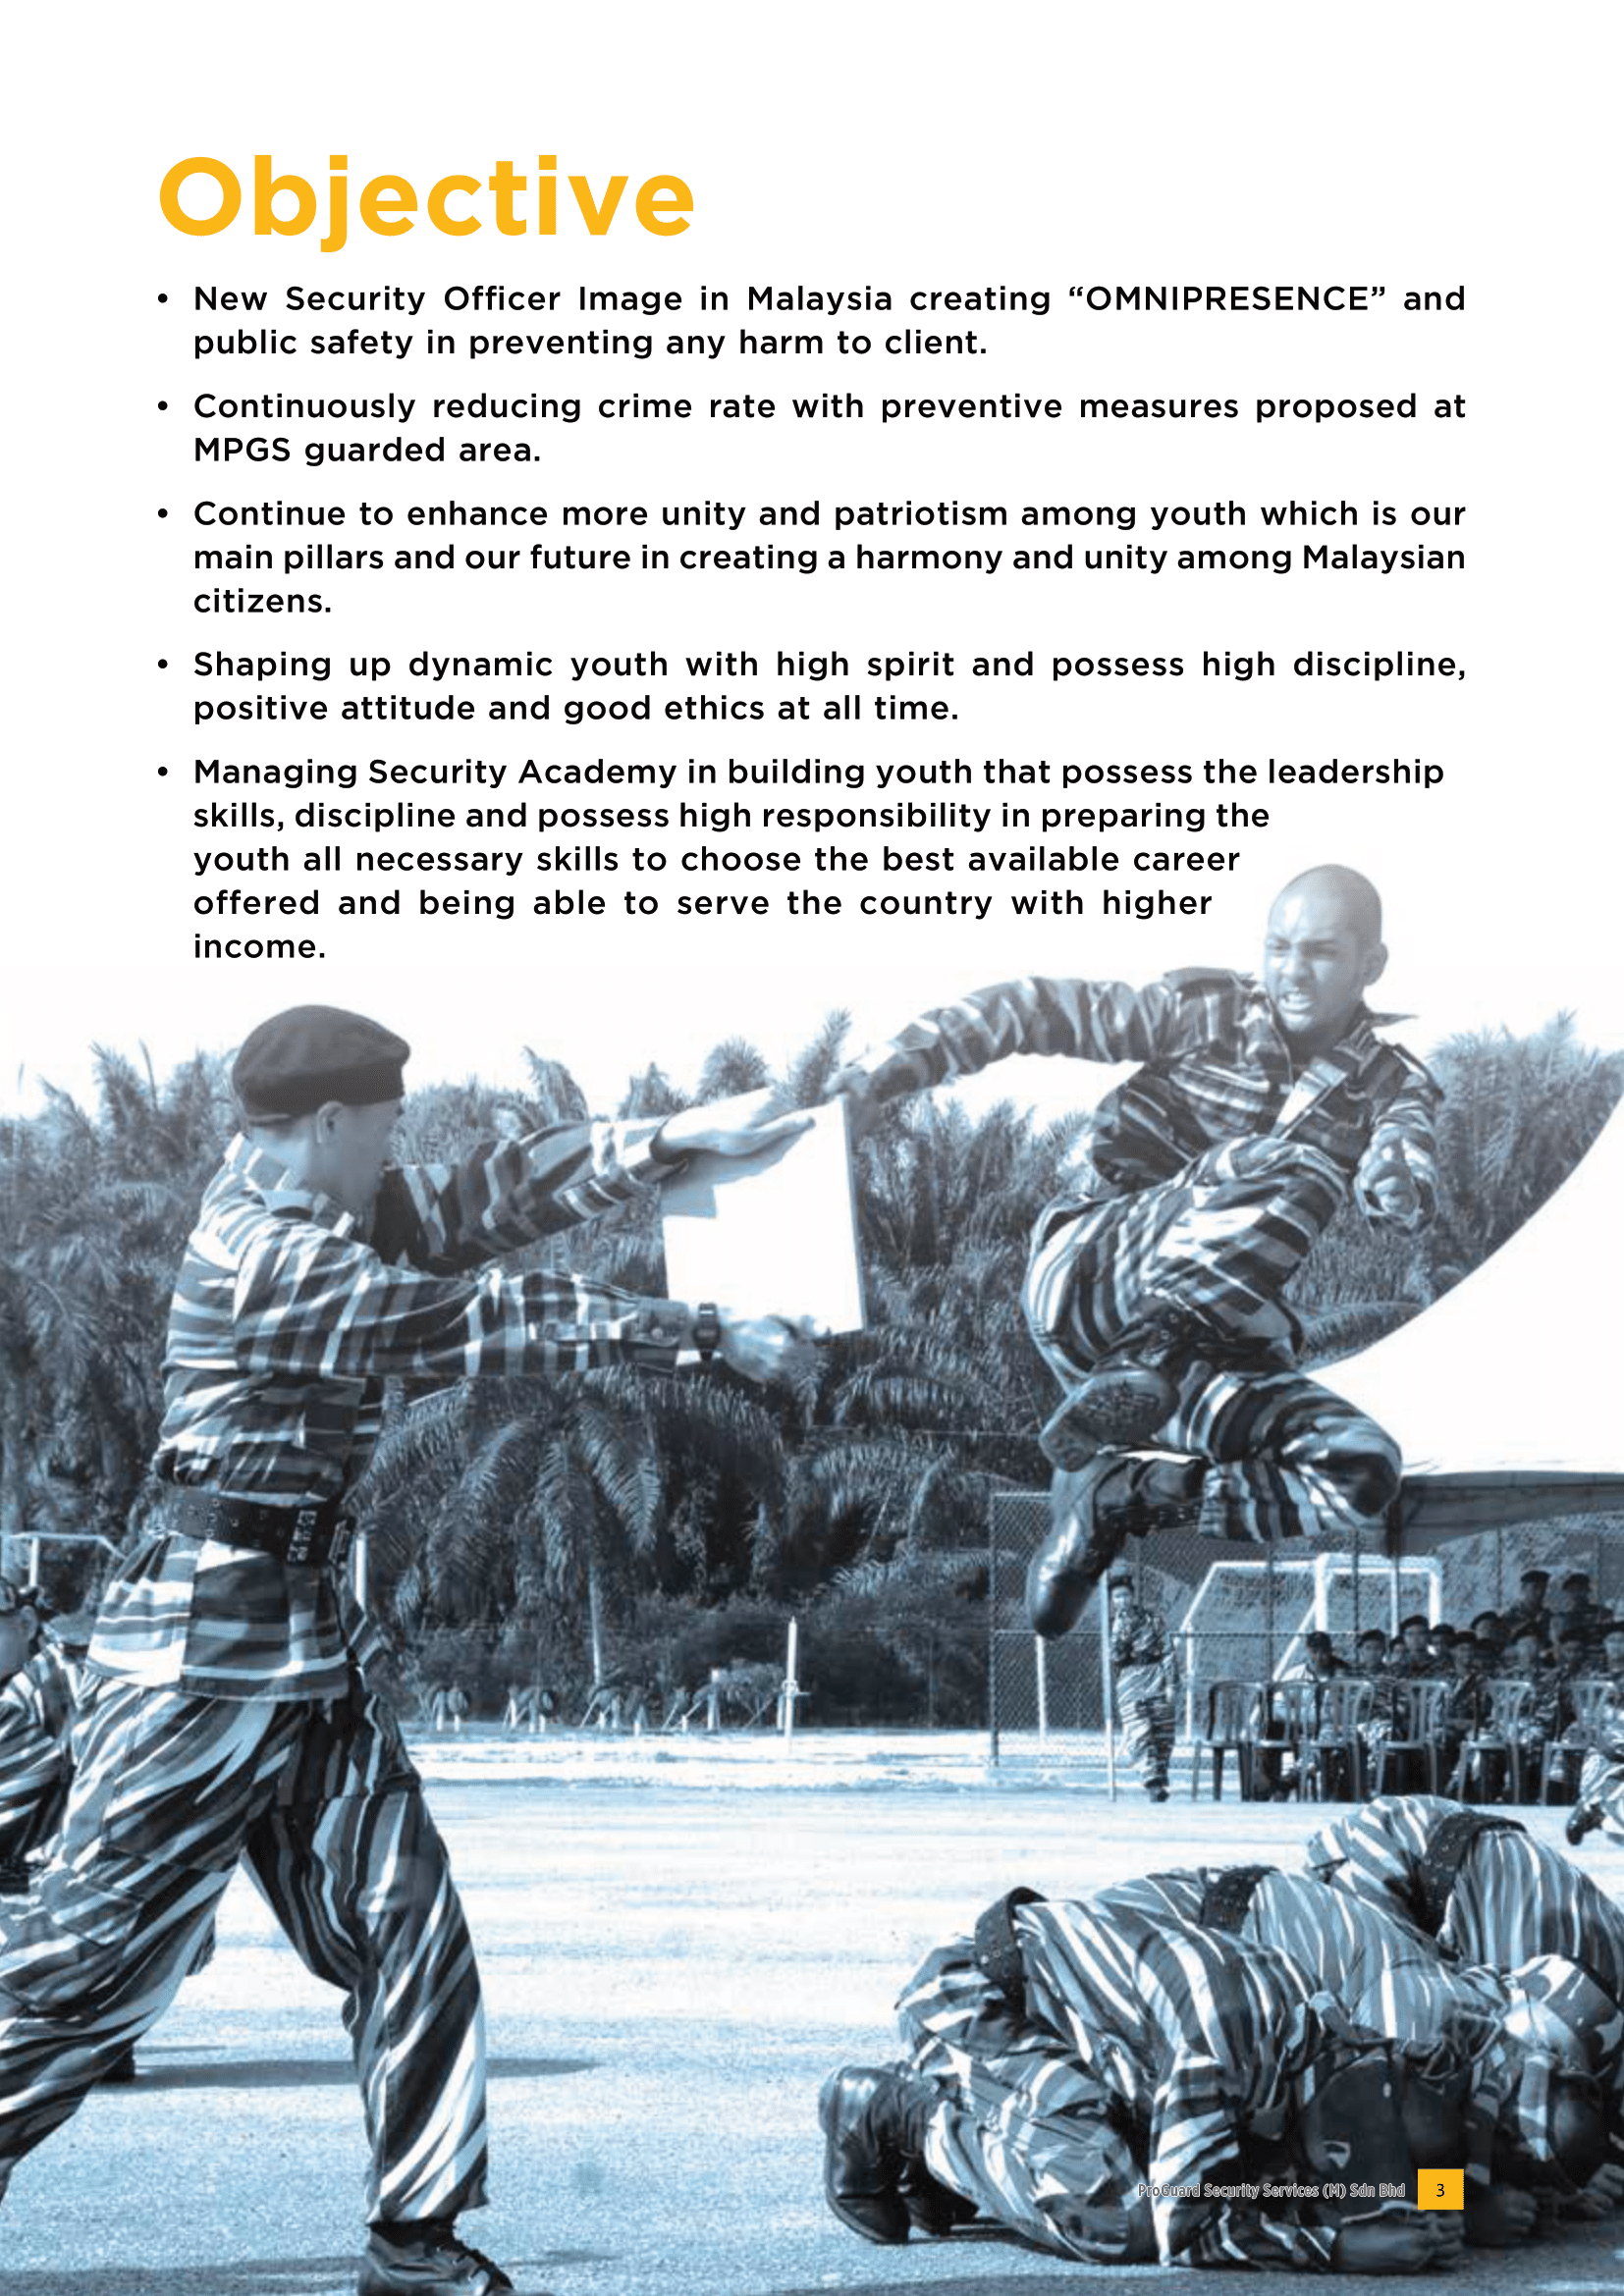 Objective
• New Security Officer Image in Malaysia creating “OMNIPRESENCE” and
public safety in preventing any harm to client.
• Continuously reducing crime rate with preventive measures proposed at
MPGS guarded area.
• Continue to enhance more unity and patriotism among youth which is our
main pillars and our future in creating a harmony and unity among Malaysian
citizens.
• Shaping up dynamic youth with high spirit and possess high discipline,
positive attitude and good ethics at all time.
• Managing Security Academy in building youth that possess the leadership
skills, discipline and possess high responsibility in preparing the
youth all necessary skills to choose the best available career
offered and being able to serve the country with higher
income.
ProGuard Security Services (M) Sdn Bhd 3